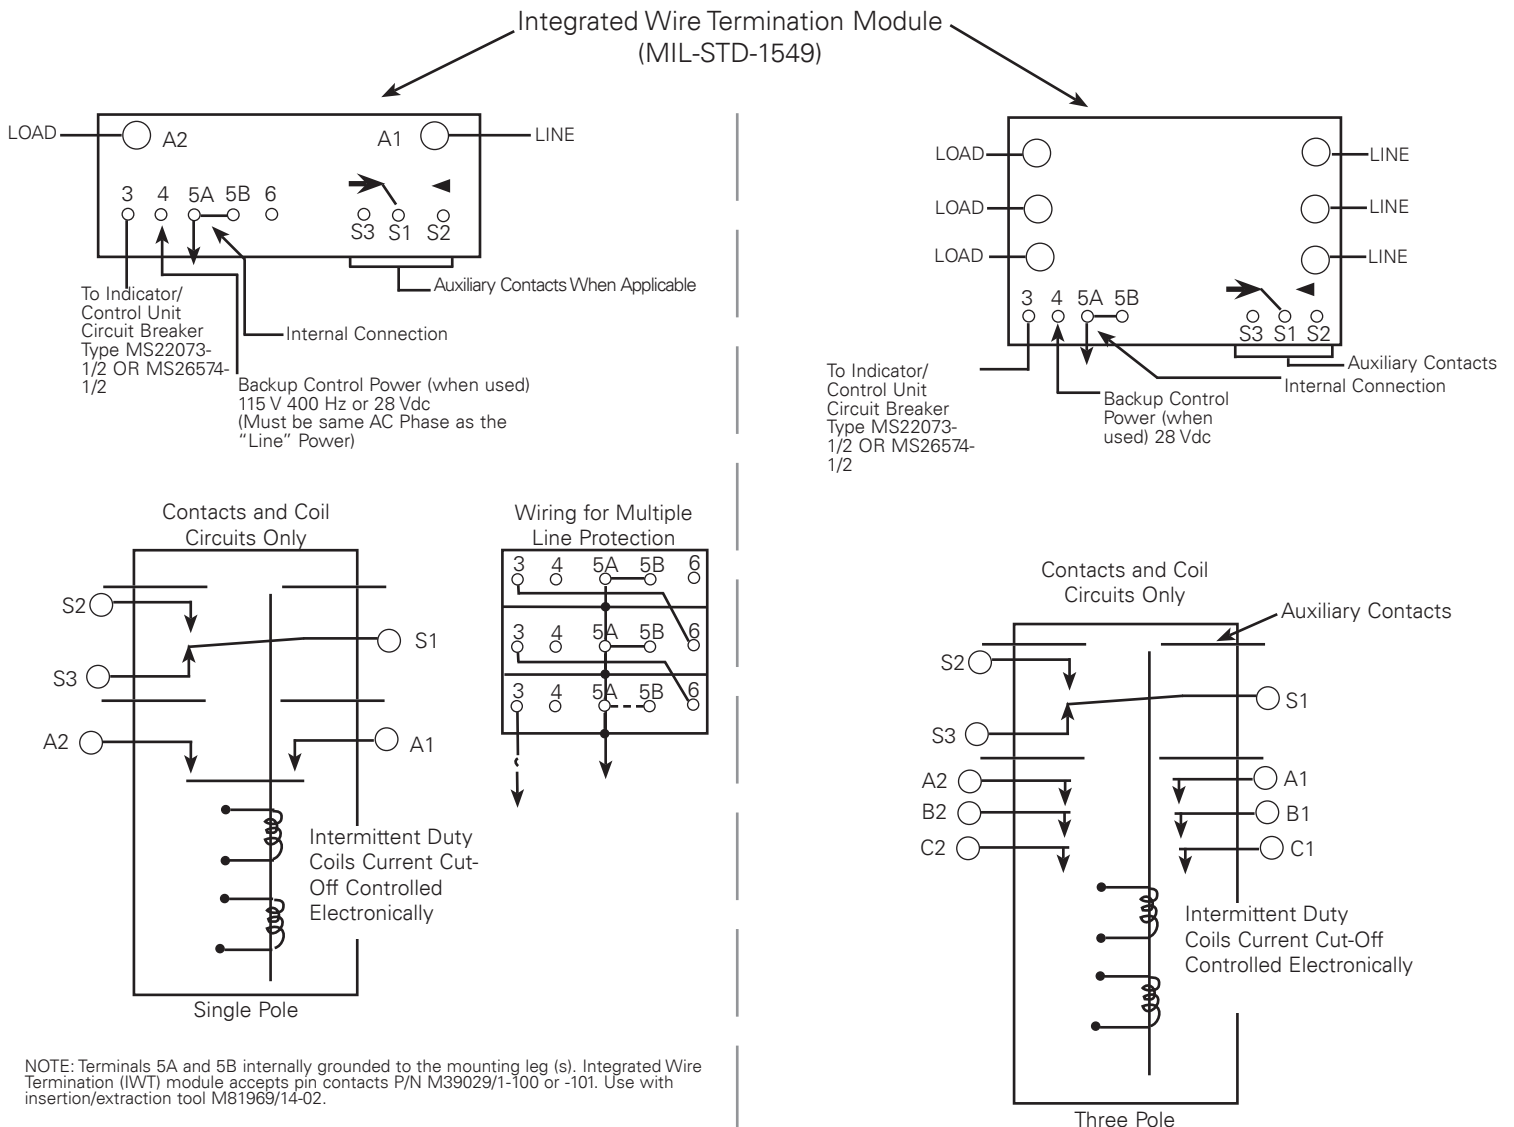 Integrated Wire Termination Module
(MIL-STD-1549)
LOAD
A2
A1
LINE
3 4 5A 5B 6
S3 S1 S2
Auxiliary Contacts When Applicable
To Indicator/
Control Unit
Circuit Breaker
Type MS22073-
1/2 OR MS26574-
1/2
Internal Connection
Backup Control Power (when used)
115 V 400 Hz or 28 Vdc
(Must be same AC Phase as the
“Line” Power)
LOAD
LINE
LOAD
LINE
LOAD
LINE
3 4 5A 5B
S3 S1 S2
Auxiliary Contacts
Internal Connection
To Indicator/
Control Unit
Circuit Breaker
Type MS22073-
1/2 OR MS26574-
1/2
Backup Control
Power (when
used) 28 Vdc
Contacts and Coil
Circuits Only
S2
S1
S3
A2
A1
Intermittent Duty
Coils Current Cut-
Off Controlled
Electronically
Single Pole
Wiring for Multiple
Line Protection
3 4 5A 5B 6
3 4 5A 5B 6
3 4 5A 5B 6
Contacts and Coil
Circuits Only
Auxiliary Contacts
S2
S1
S3
A2
A1
B2
B1
C2
C1
Intermittent Duty
Coils Current Cut-Off
Controlled Electronically
Three Pole
NOTE: Terminals 5A and 5B internally grounded to the mounting leg (s). Integrated Wire
Termination (IWT) module accepts pin contacts P/N M39029/1-100 or -101. Use with
insertion/extraction tool M81969/14-02.